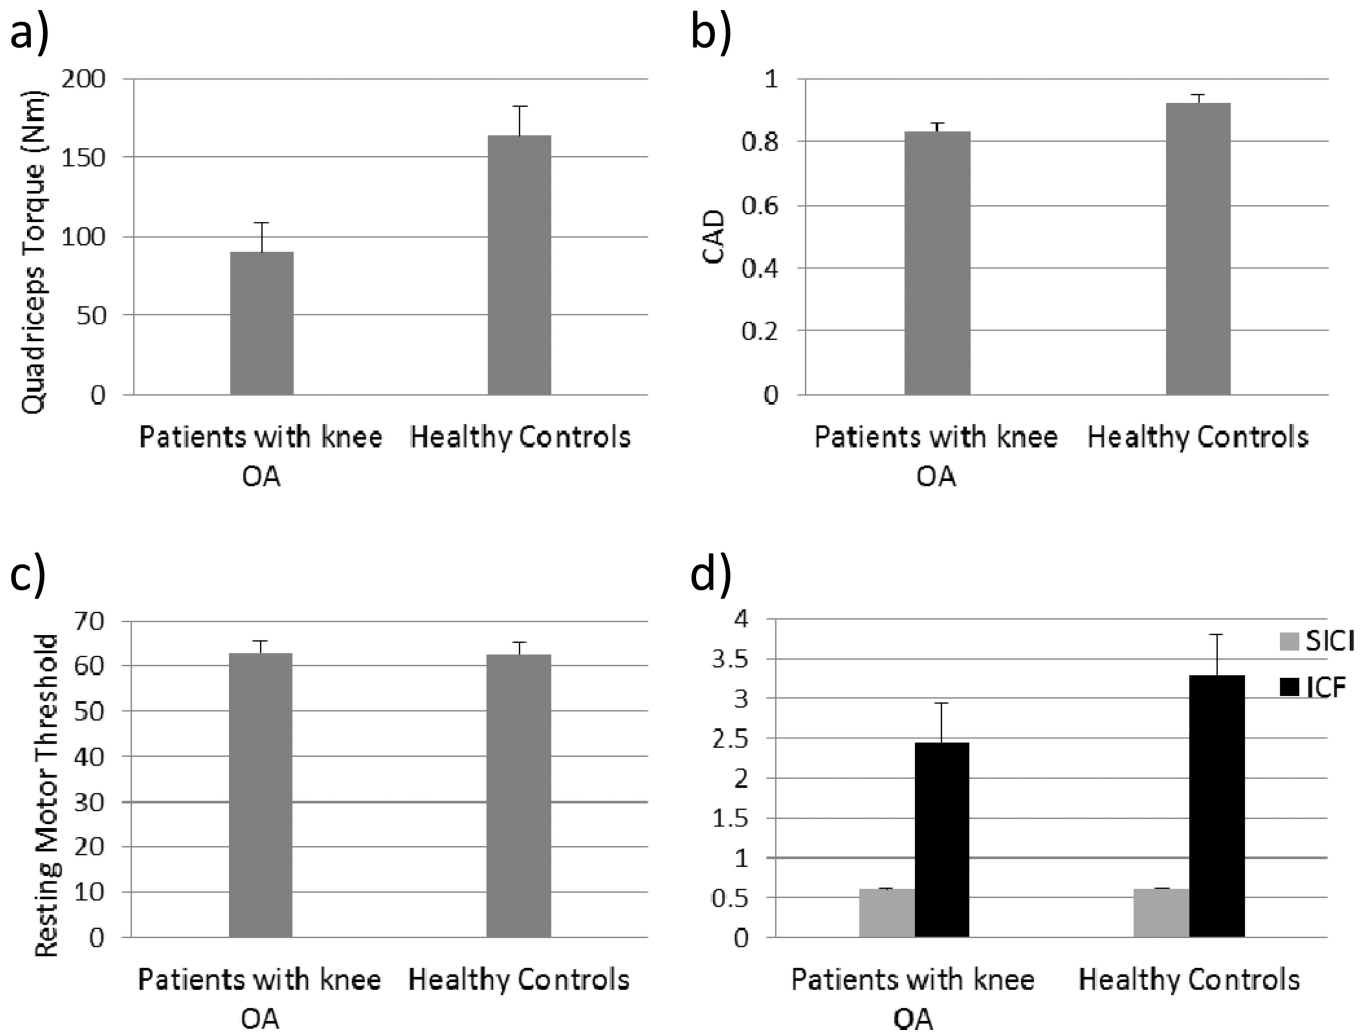 a)
Quadriceps Torque (Nm)
200
150
100
50
0
Patients with knee
OA
Healthy Controls
b)
CAD
1
0.8
0.6
0.4
0.2
0
Patients with knee
OA
Healthy Controls
c)
Resting Motor Threshold
70
60
50
40
30
20
10
0
Patients with knee
OA
Healthy Controls
d)
4
3.5
3
2.5
2
1.5
1
0.5
0
SICI
ICF
Patients with knee
OA
Healthy Controls